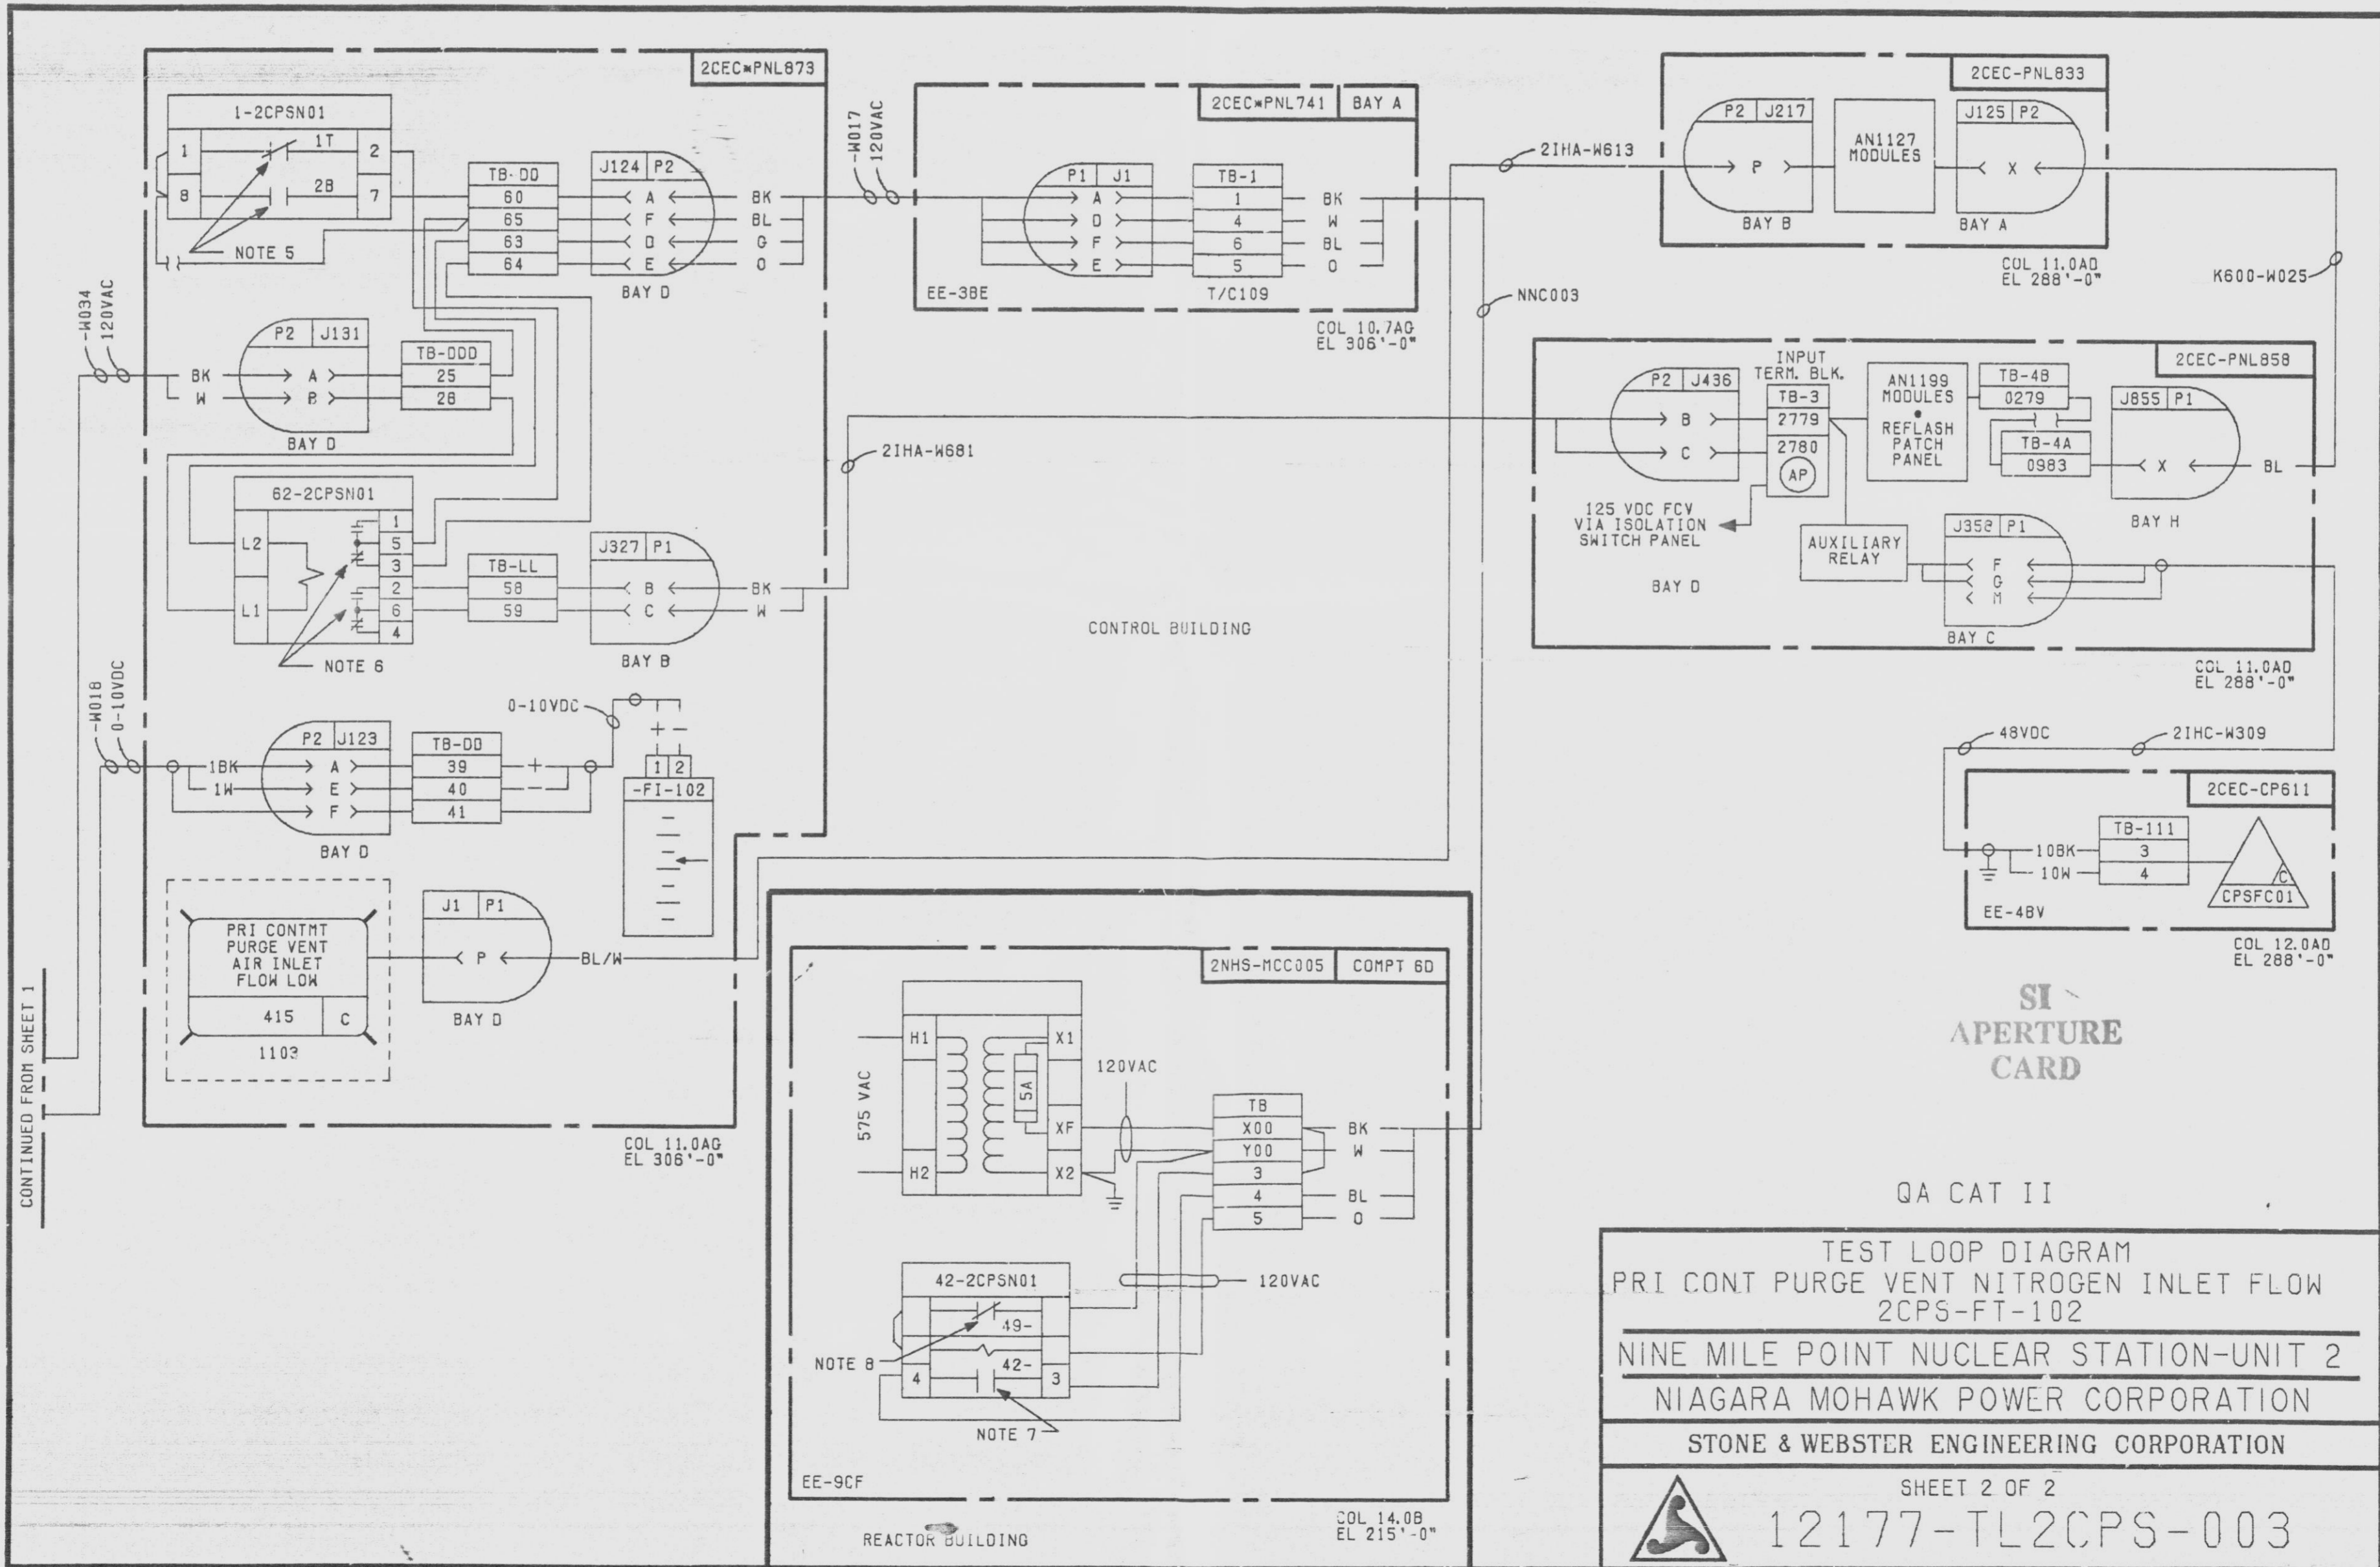 2CEC*PNL873
1-2CPSN01
1 1T 2
8 2B 7
NOTE 5
TB-DD
60
65
63
64
J124 P2
A BK
F BL
D G
E O
BAY D
-W017
120VAC
-W034
120VAC
P2 J131
BK A
W B
BAY D
TB-DDD
25
26
62-2CPSN01
L2
L1
1
5
3
2
6
4
NOTE 6
TB-LL
58
59
J327 P1
B BK
C W
BAY B
2IHA-W681
-W018
0-10VDC
P2 J123
1BK A
1W E
F
BAY D
TB-DD
39 +
40 -
41
0-10VDC
+ -
1 2
-FI-102
PRI CONTMT
PURGE VENT
AIR INLET
FLOW LOW
415 C
1103
J1 P1
P BL/W
BAY D
COL 11.0AG
EL 306'-0"
CONTINUED FROM SHEET 1
2CEC*PNL741 BAY A
P1 J1
A
D
F
E
TB-1
1 BK
4 W
6 BL
5 O
T/C109
EE-3BE
COL 10.7AG
EL 306'-0"
NNC003
CONTROL BUILDING
2IHA-W613
2CEC-PNL833
P2 J217
P
BAY B
AN1127
MODULES
J125 P2
X
BAY A
COL 11.0AD
EL 288'-0"
K600-W025
2CEC-PNL858
P2 J436
B
C
INPUT
TERM. BLK.
TB-3
2779
2780
AP
125 VDC FCV
VIA ISOLATION
SWITCH PANEL
BAY D
AN1199
MODULES
REFLASH
PATCH
PANEL
TB-4B
0279
TB-4A
0983
J855 P1
X BL
BAY H
AUXILIARY
RELAY
J358 P1
F
G
M
BAY C
COL 11.0AD
EL 288'-0"
48VDC
2IHC-W309
2CEC-CP611
10BK
10W
TB-111
3
4
C
CPSFC01
EE-4BV
COL 12.0AD
EL 288'-0"
SI
APERTURE
CARD
2NHS-MCC005 COMPT 6D
575 VAC
H1 X1
5A
XF
H2 X2
120VAC
TB
X00 BK
Y00 W
3
4 BL
5 O
42-2CPSN01
49-
42-
4 3
120VAC
NOTE 8
NOTE 7
EE-9CF
COL 14.0B
EL 215'-0"
REACTOR BUILDING
QA CAT II
TEST LOOP DIAGRAM
PRI CONT PURGE VENT NITROGEN INLET FLOW
2CPS-FT-102
NINE MILE POINT NUCLEAR STATION-UNIT 2
NIAGARA MOHAWK POWER CORPORATION
STONE & WEBSTER ENGINEERING CORPORATION
SHEET 2 OF 2
12177-TL2CPS-003